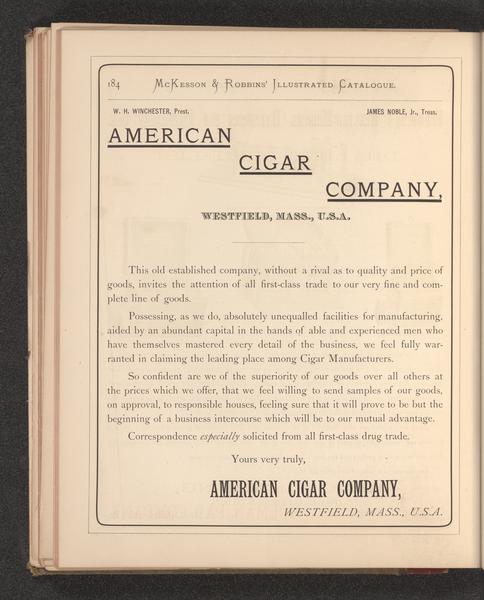 184 McKesson & Robbins' Illustrated Catalogue.
W. H. WINCHESTER, Prest. JAMES NOBLE, Jr., Treas.
AMERICAN
CIGAR
COMPANY,
WESTFIELD, MASS., U.S.A.
This old established company, without a rival as to quality and price of
goods, invites the attention of all first-class trade to our very fine and com-
plete line of goods.
Possessing, as we do, absolutely unequalled facilities for manufacturing,
aided by an abundant capital in the hands of able and experienced men who
have themselves mastered every detail of the business, we feel fully war-
ranted in claiming the leading place among Cigar Manufacturers.
So confident are we of the superiority of our goods over all others at
the prices which we offer, that we feel willing to send samples of our goods,
on approval, to responsible houses, feeling sure that it will prove to be but the
beginning of a business intercourse which will be to our mutual advantage.
Correspondence especially solicited from all first-class drug trade.
Yours very truly,
AMERICAN CIGAR COMPANY,
WESTFIELD, MASS., U.S.A.